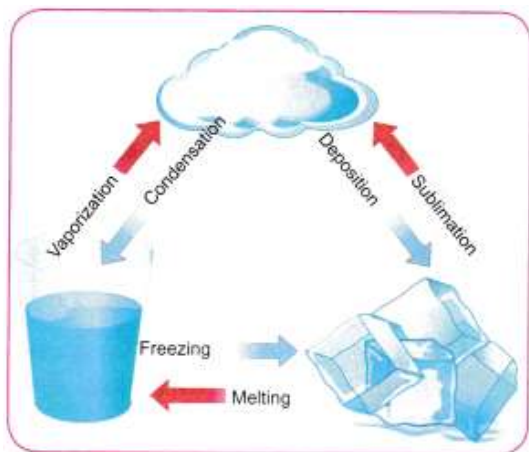 Vaporization
Condensation
Deposition
Sublimation
Freezing
Melting